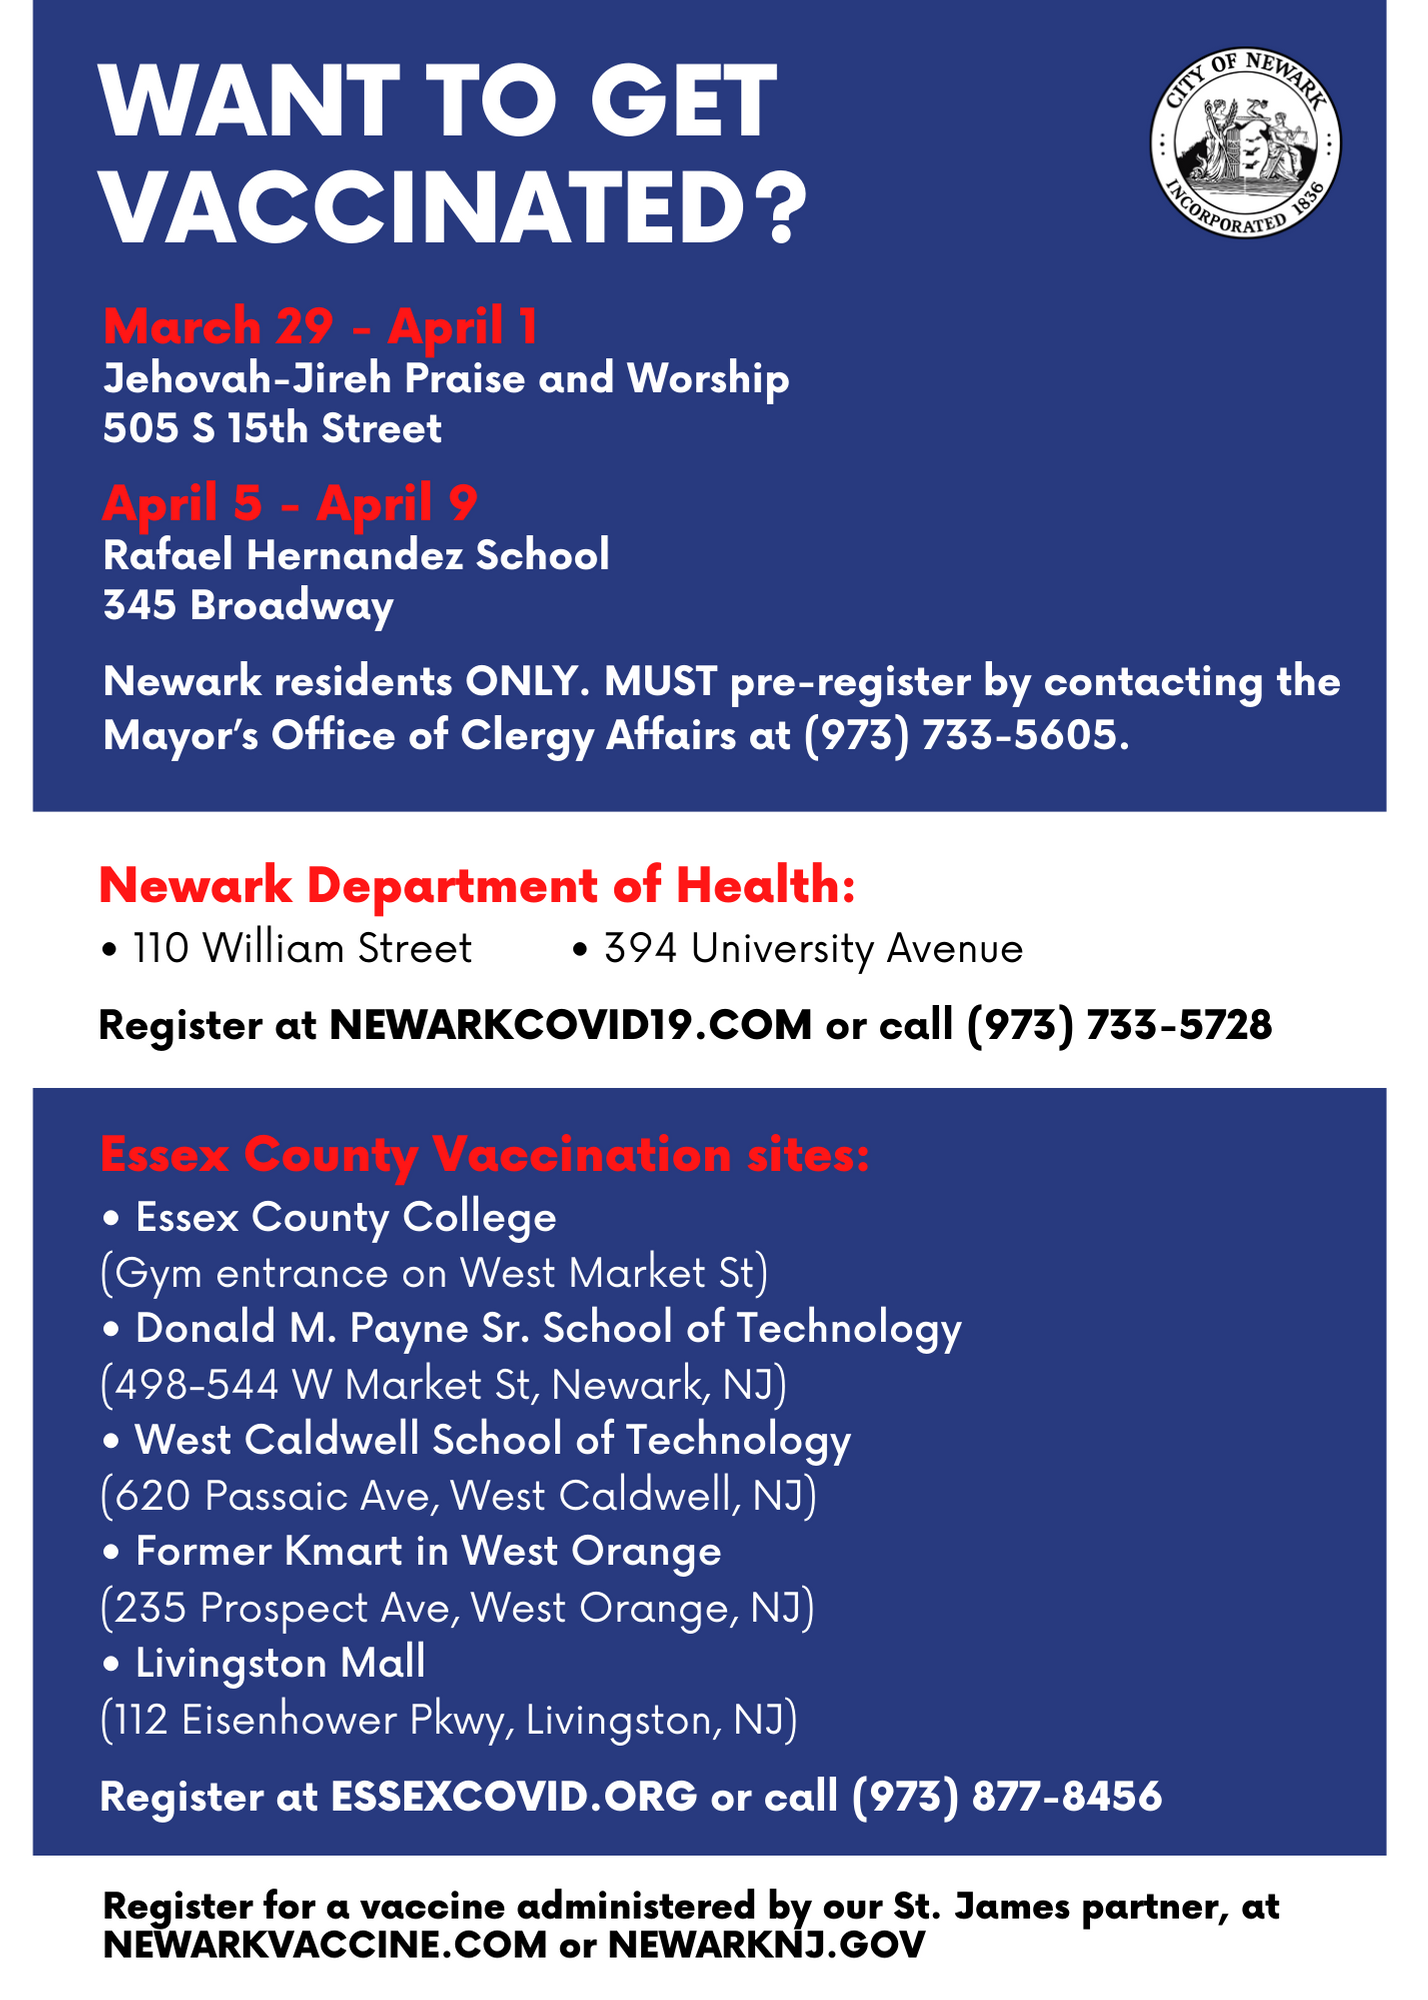 WANT TO GET
VACCINATED?
CITY OF NEWARK
INCORPORATED 1836
March 29 - April 1
Jehovah-Jireh Praise and Worship
505 S 15th Street
April 5 - April 9
Rafael Hernandez School
345 Broadway
Newark residents ONLY. MUST pre-register by contacting the
Mayor’s Office of Clergy Affairs at (973) 733-5605.
Newark Department of Health:
• 110 William Street • 394 University Avenue
Register at NEWARKCOVID19.COM or call (973) 733-5728
Essex County Vaccination sites:
• Essex County College
(Gym entrance on West Market St)
• Donald M. Payne Sr. School of Technology
(498-544 W Market St, Newark, NJ)
• West Caldwell School of Technology
(620 Passaic Ave, West Caldwell, NJ)
• Former Kmart in West Orange
(235 Prospect Ave, West Orange, NJ)
• Livingston Mall
(112 Eisenhower Pkwy, Livingston, NJ)
Register at ESSEXCOVID.ORG or call (973) 877-8456
Register for a vaccine administered by our St. James partner, at
NEWARKVACCINE.COM or NEWARKNJ.GOV